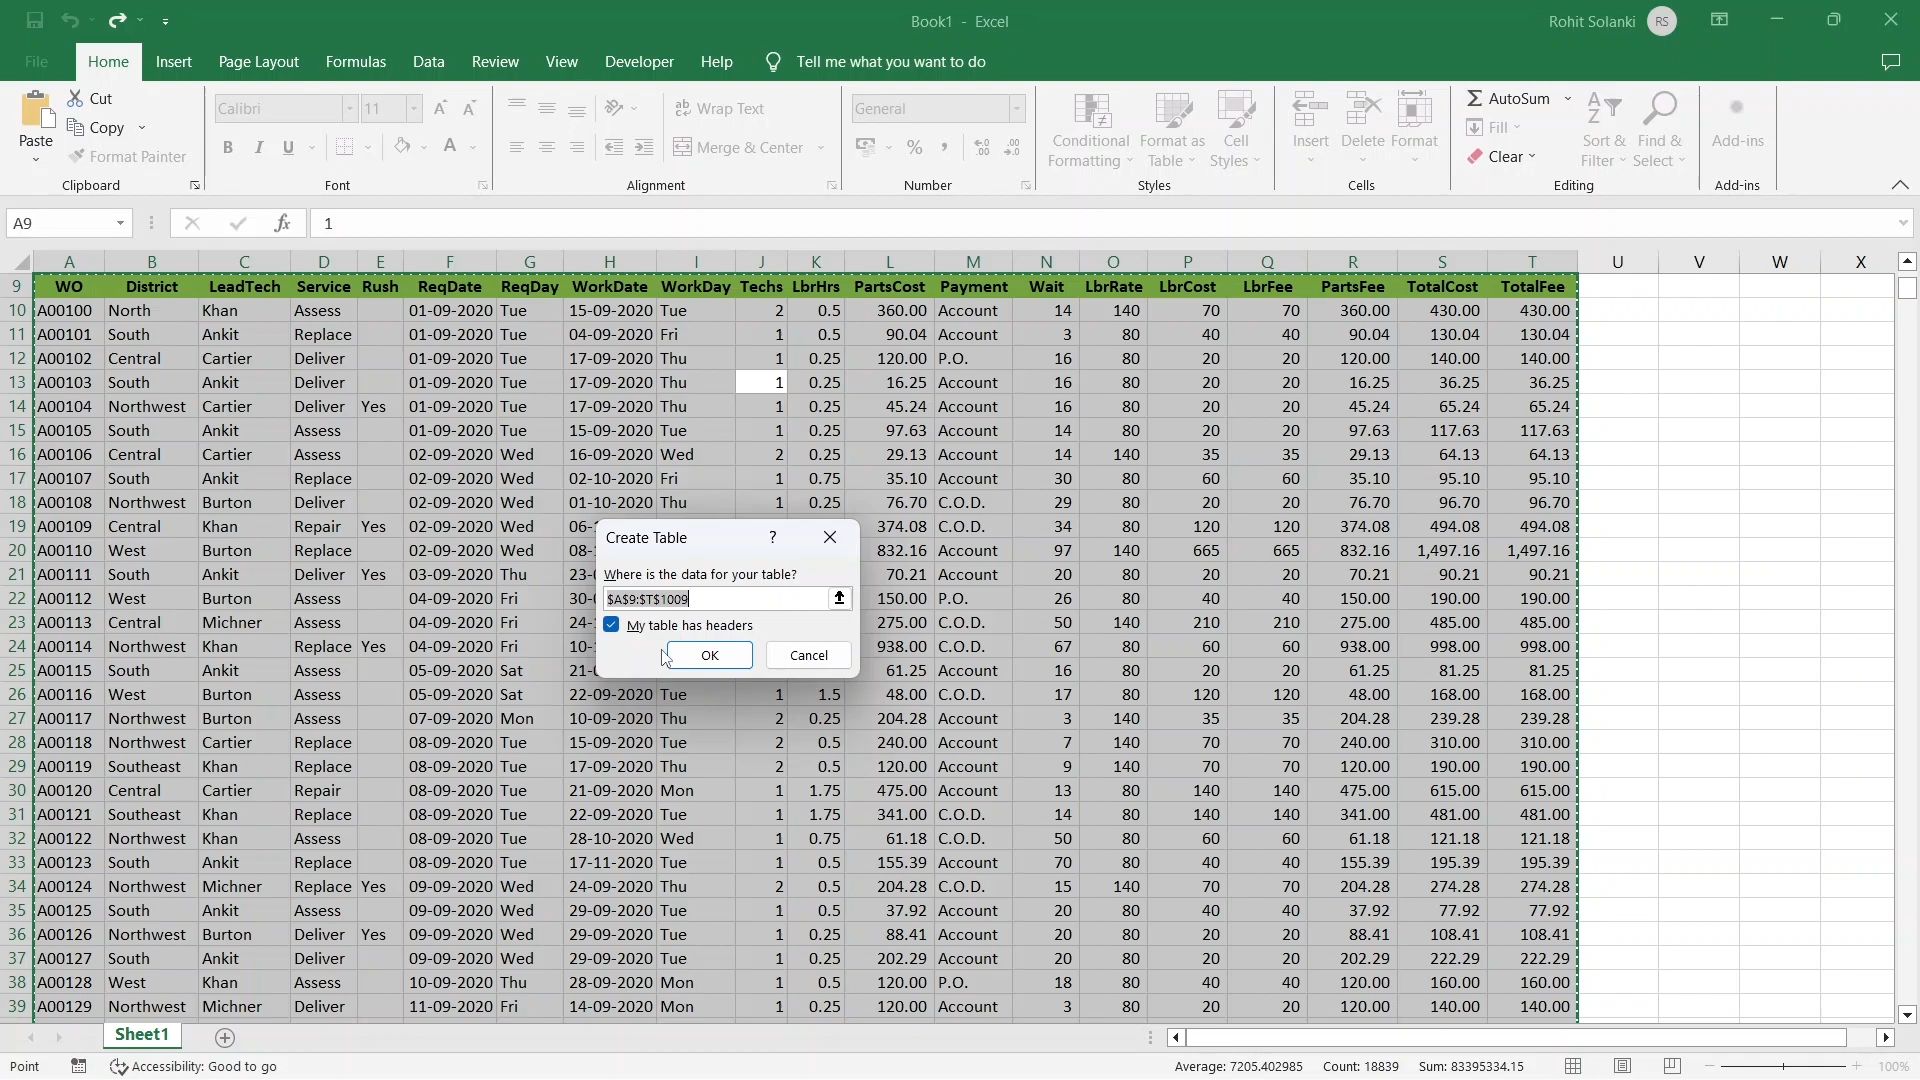 Book1 - Excel
Rohit Solanki RS
File Home Insert Page Layout Formulas Data Review View Developer Help Tell me what you want to do
Paste Cut Copy Format Painter Clipboard
Calibri 11 B I U A Font
Wrap Text Merge & Center Alignment
General % Number
Conditional Formatting Format as Table Cell Styles Styles
Insert Delete Format Cells
AutoSum Fill Clear Sort & Filter Find & Select Editing
Add-ins Add-ins
A9 fx 1
A B C D E F G H I J K L M N O P Q R S T U V W X
9 WO District LeadTech Service Rush ReqDate ReqDay WorkDate WorkDay Techs LbrHrs PartsCost Payment Wait LbrRate LbrCost LbrFee PartsFee TotalCost TotalFee
10 A00100 North Khan Assess 01-09-2020 Tue 15-09-2020 Tue 2 0.5 360.00 Account 14 140 70 70 360.00 430.00 430.00
11 A00101 South Ankit Replace 01-09-2020 Tue 04-09-2020 Fri 1 0.5 90.04 Account 3 80 40 40 90.04 130.04 130.04
12 A00102 Central Cartier Deliver 01-09-2020 Tue 17-09-2020 Thu 1 0.25 120.00 P.O. 16 80 20 20 120.00 140.00 140.00
13 A00103 South Ankit Deliver 01-09-2020 Tue 17-09-2020 Thu 1 0.25 16.25 Account 16 80 20 20 16.25 36.25 36.25
14 A00104 Northwest Cartier Deliver Yes 01-09-2020 Tue 17-09-2020 Thu 1 0.25 45.24 Account 16 80 20 20 45.24 65.24 65.24
15 A00105 South Ankit Assess 01-09-2020 Tue 15-09-2020 Tue 1 0.25 97.63 Account 14 80 20 20 97.63 117.63 117.63
16 A00106 Central Cartier Assess 02-09-2020 Wed 16-09-2020 Wed 2 0.25 29.13 Account 14 140 35 35 29.13 64.13 64.13
17 A00107 South Ankit Replace 02-09-2020 Wed 02-10-2020 Fri 1 0.75 35.10 Account 30 80 60 60 35.10 95.10 95.10
18 A00108 Northwest Burton Deliver 02-09-2020 Wed 01-10-2020 Thu 1 0.25 76.70 C.O.D. 29 80 20 20 76.70 96.70 96.70
19 A00109 Central Khan Repair Yes 02-09-2020 Wed 06- 374.08 C.O.D. 34 80 120 120 374.08 494.08 494.08
20 A00110 West Burton Replace 02-09-2020 Wed 08- 832.16 Account 97 140 665 665 832.16 1,497.16 1,497.16
21 A00111 South Ankit Deliver Yes 03-09-2020 Thu 23- 70.21 Account 20 80 20 20 70.21 90.21 90.21
22 A00112 West Burton Assess 04-09-2020 Fri 30- 150.00 P.O. 26 80 40 40 150.00 190.00 190.00
23 A00113 Central Michner Assess 04-09-2020 Fri 24- 275.00 C.O.D. 50 140 210 210 275.00 485.00 485.00
24 A00114 Northwest Khan Replace Yes 04-09-2020 Fri 10- 938.00 C.O.D. 67 80 60 60 938.00 998.00 998.00
25 A00115 South Ankit Replace 05-09-2020 Sat 21- 61.25 Account 16 80 20 20 61.25 81.25 81.25
Create Table ?
Where is the data for your table?
$A$9:$T$1009
My table has headers
OK Cancel
26 A00116 West Burton Assess 05-09-2020 Sat 22-09-2020 Tue 1 1.5 48.00 C.O.D. 17 80 120 120 48.00 168.00 168.00
27 A00117 Northwest Burton Assess 07-09-2020 Mon 10-09-2020 Thu 2 0.25 204.28 Account 3 140 35 35 204.28 239.28 239.28
28 A00118 Northwest Cartier Replace 08-09-2020 Tue 15-09-2020 Tue 2 0.5 240.00 Account 7 140 70 70 240.00 310.00 310.00
29 A00119 Southeast Khan Replace 08-09-2020 Tue 17-09-2020 Thu 2 0.5 120.00 Account 9 140 70 70 120.00 190.00 190.00
30 A00120 Central Cartier Repair 08-09-2020 Tue 21-09-2020 Mon 1 1.75 475.00 Account 13 80 140 140 475.00 615.00 615.00
31 A00121 Southeast Khan Replace 08-09-2020 Tue 22-09-2020 Tue 1 1.75 341.00 C.O.D. 14 80 140 140 341.00 481.00 481.00
32 A00122 Northwest Khan Assess 08-09-2020 Tue 28-10-2020 Wed 1 0.75 61.18 C.O.D. 50 80 60 60 61.18 121.18 121.18
33 A00123 South Ankit Replace 08-09-2020 Tue 17-11-2020 Tue 1 0.5 155.39 Account 70 80 40 40 155.39 195.39 195.39
34 A00124 Northwest Michner Replace Yes 09-09-2020 Wed 24-09-2020 Thu 2 0.5 204.28 C.O.D. 15 140 70 70 204.28 274.28 274.28
35 A00125 South Ankit Assess 09-09-2020 Wed 29-09-2020 Tue 1 0.5 37.92 Account 20 80 40 40 37.92 77.92 77.92
36 A00126 Northwest Burton Deliver Yes 09-09-2020 Wed 29-09-2020 Tue 1 0.25 88.41 Account 20 80 20 20 88.41 108.41 108.41
37 A00127 South Ankit Deliver 09-09-2020 Wed 29-09-2020 Tue 1 0.25 202.29 Account 20 80 20 20 202.29 222.29 222.29
38 A00128 West Khan Assess 10-09-2020 Thu 28-09-2020 Mon 1 0.5 120.00 P.O. 18 80 40 40 120.00 160.00 160.00
39 A00129 Northwest Michner Deliver 11-09-2020 Fri 14-09-2020 Mon 1 0.25 120.00 Account 3 80 20 20 120.00 140.00 140.00
Sheet1
Point Accessibility: Good to go Average: 7205.402985 Count: 18839 Sum: 83395334.15 100%